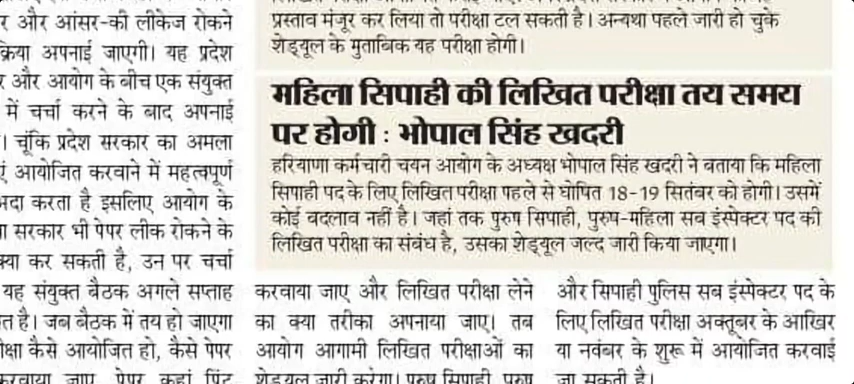 र और आंसर-की लीकेज रोकने
क्रिया अपनाई जाएगी। यह प्रदेश
र और आयोग के बीच एक संयुक्त
में चर्चा करने के बाद अपनाई
। चूंकि प्रदेश सरकार का अमला
एं आयोजित करवाने में महत्वपूर्ण
अदा करता है इसलिए आयोग के
ा सरकार भी पेपर लीक रोकने के
क्या कर सकती है, उन पर चर्चा
यह संयुक्त बैठक अगले सप्ताह
त है। जब बैठक में तय हो जाएगा
ीक्षा कैसे आयोजित हो, कैसे पेपर
करवाया जाए, पेपर कहां प्रिंट
प्रस्ताव मंजूर कर लिया तो परीक्षा टल सकती है। अन्यथा पहले जारी हो चुके
शेड्यूल के मुताबिक यह परीक्षा होगी।
महिला सिपाही की लिखित परीक्षा तय समय
पर होगी : भोपाल सिंह खदरी
हरियाणा कर्मचारी चयन आयोग के अध्यक्ष भोपाल सिंह खदरी ने बताया कि महिला
सिपाही पद के लिए लिखित परीक्षा पहले से घोषित 18-19 सितंबर को होगी। उसमें
कोई बदलाव नहीं है। जहां तक पुरुष सिपाही, पुरुष-महिला सब इंस्पेक्टर पद की
लिखित परीक्षा का संबंध है, उसका शेड्यूल जल्द जारी किया जाएगा।
करवाया जाए और लिखित परीक्षा लेने
का क्या तरीका अपनाया जाए। तब
आयोग आगामी लिखित परीक्षाओं का
शेड्यूल जारी करेगा। पुरुष सिपाही, पुरुष
और सिपाही पुलिस सब इंस्पेक्टर पद के
लिए लिखित परीक्षा अक्तूबर के आखिर
या नवंबर के शुरू में आयोजित करवाई
जा सकती है।